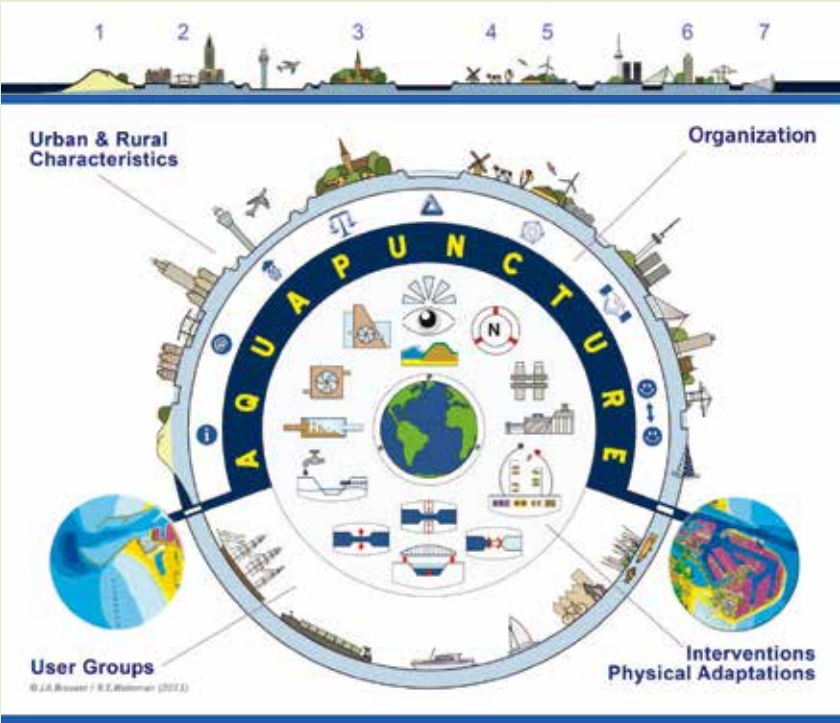 1 2 3 4 5 6 7
Urban & Rural
Characteristics
Organization
AQUAPUNCTURE
N
@
i
User Groups
Interventions
Physical Adaptations